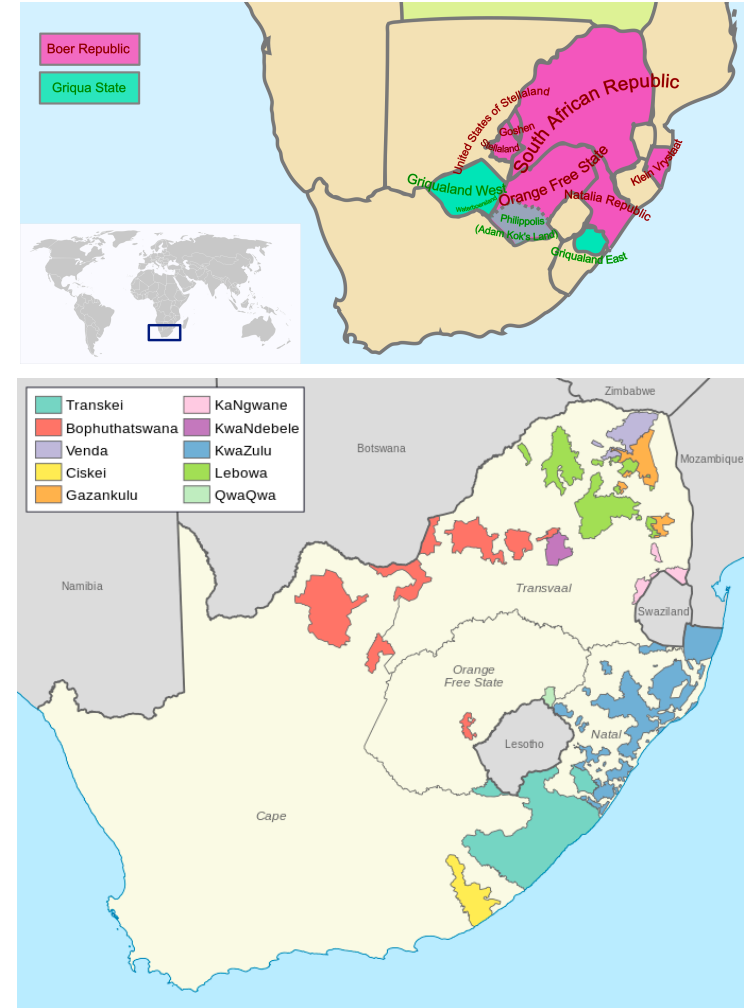 Boer Republic
Griqua State
South African Republic
United States of Stellaland
Goshen
Stellaland
Orange Free State
Klein Vrystaat
Natalia Republic
Griqualand West
Waterboersland
Philippolis
(Adam Kok's Land)
Griqualand East
Transkei
Bophuthatswana
Venda
Ciskei
Gazankulu
KaNgwane
KwaNdebele
KwaZulu
Lebowa
QwaQwa
Zimbabwe
Botswana
Mozambique
Namibia
Transvaal
Swaziland
Orange
Free State
Natal
Lesotho
Cape